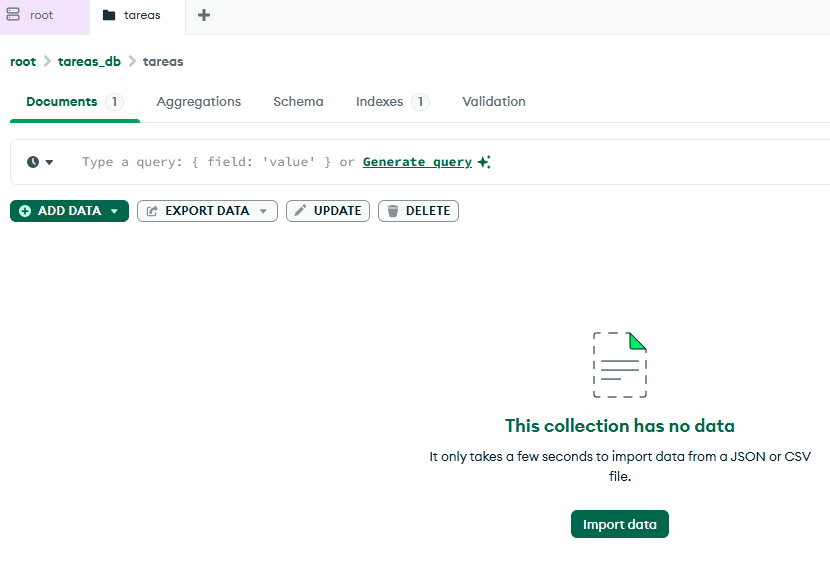 root
tareas
root > tareas_db > tareas
Documents 1 Aggregations Schema Indexes 1 Validation
Type a query: { field: 'value' } or Generate query
ADD DATA EXPORT DATA UPDATE DELETE
This collection has no data
It only takes a few seconds to import data from a JSON or CSV
file.
Import data